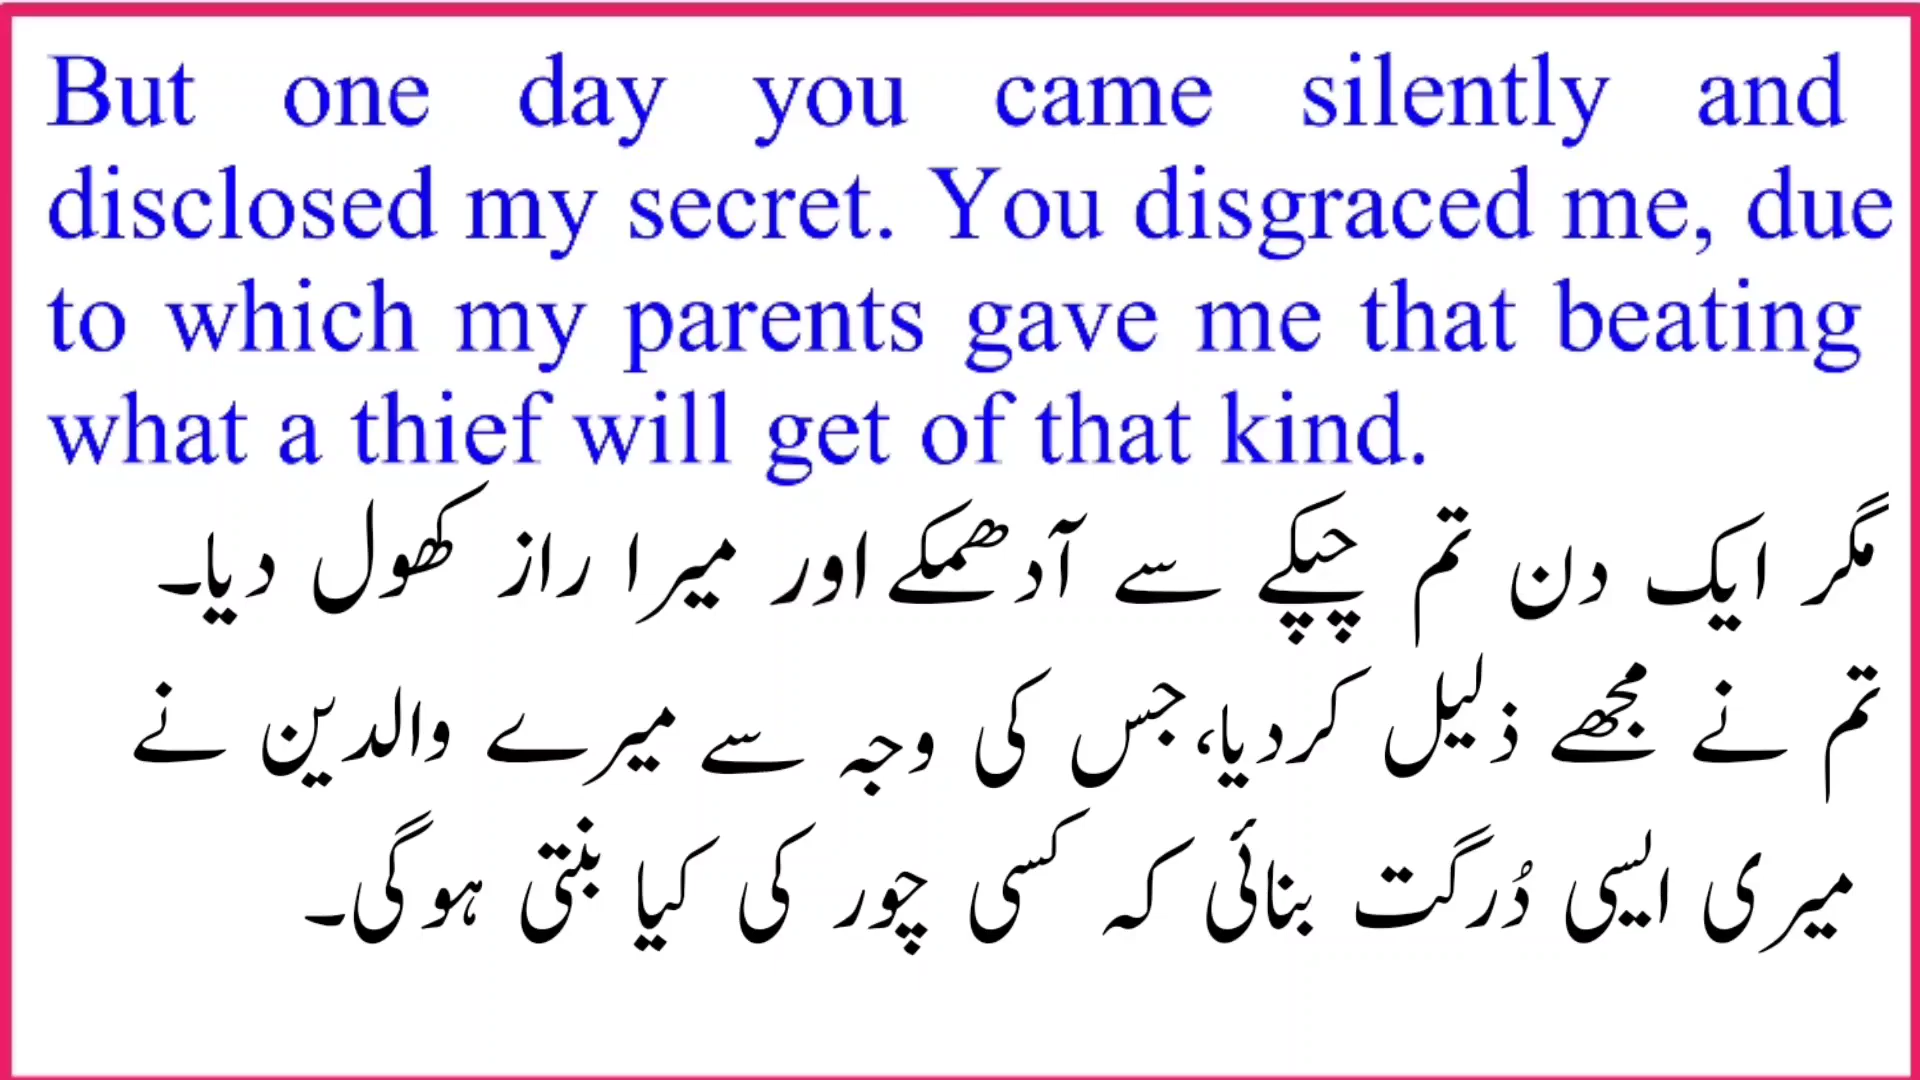 But one day you came silently and
disclosed my secret. You disgraced me, due
to which my parents gave me that beating
what a thief will get of that kind.
مگر ایک دن تم چپکے سے آدھمکے اور میرا راز کھول دیا۔
تم نے مجھے ذلیل کردیا، جس کی وجہ سے میرے والدین نے
میری ایسی دُرگت بنائی کہ کسی چور کی کیا بنتی ہوگی۔